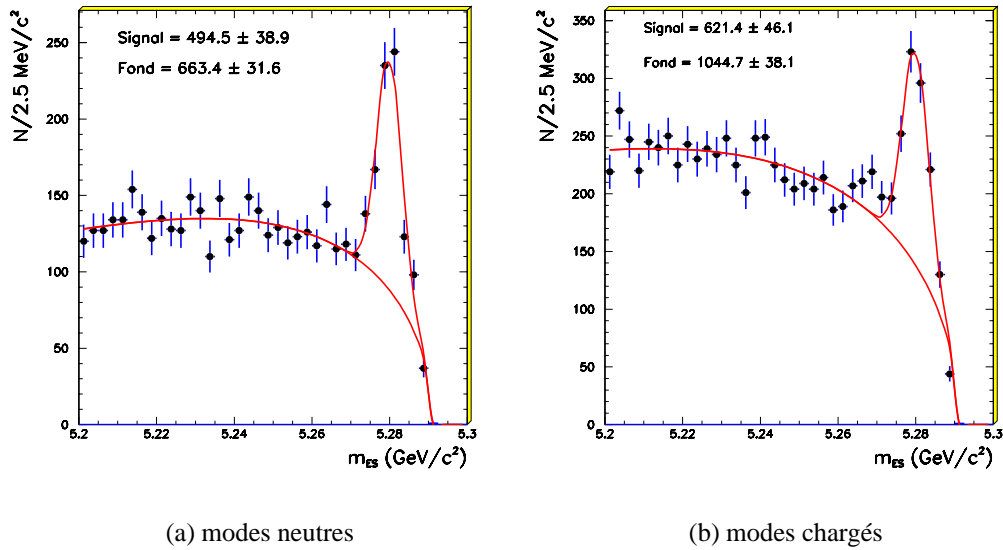 Signal = 494.5 ± 38.9
Fond = 663.4 ± 31.6
N/2.5 MeV/c²
250
200
150
100
50
0
5.2
5.22
5.24
5.26
5.28
5.3
mES (GeV/c²)
(a) modes neutres
Signal = 621.4 ± 46.1
Fond = 1044.7 ± 38.1
N/2.5 MeV/c²
350
300
250
200
150
100
50
0
5.2
5.22
5.24
5.26
5.28
5.3
mES (GeV/c²)
(b) modes chargés